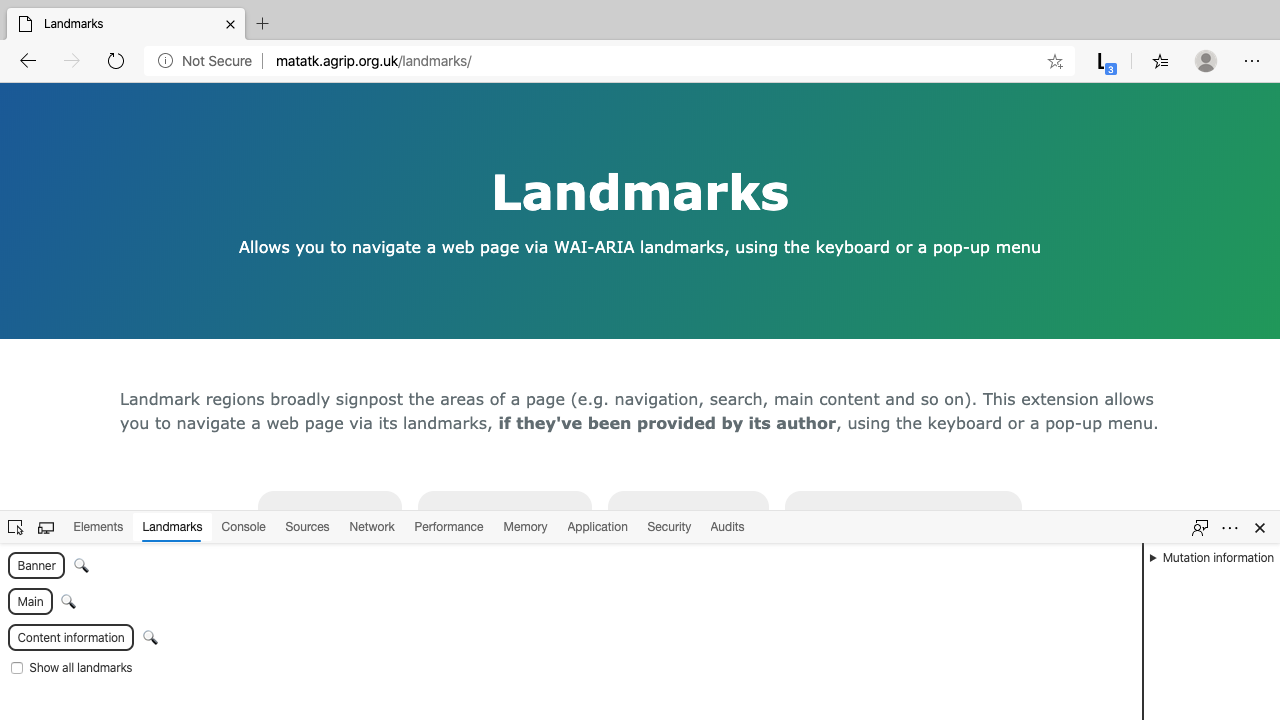 Landmarks
Not Secure
matatk.agrip.org.uk/landmarks/
L 3
Landmarks
Allows you to navigate a web page via WAI-ARIA landmarks, using the keyboard or a pop-up menu
Landmark regions broadly signpost the areas of a page (e.g. navigation, search, main content and so on). This extension allows
you to navigate a web page via its landmarks, if they've been provided by its author, using the keyboard or a pop-up menu.
Elements Landmarks Console Sources Network Performance Memory Application Security Audits
Banner
Mutation information
Main
Content information
Show all landmarks